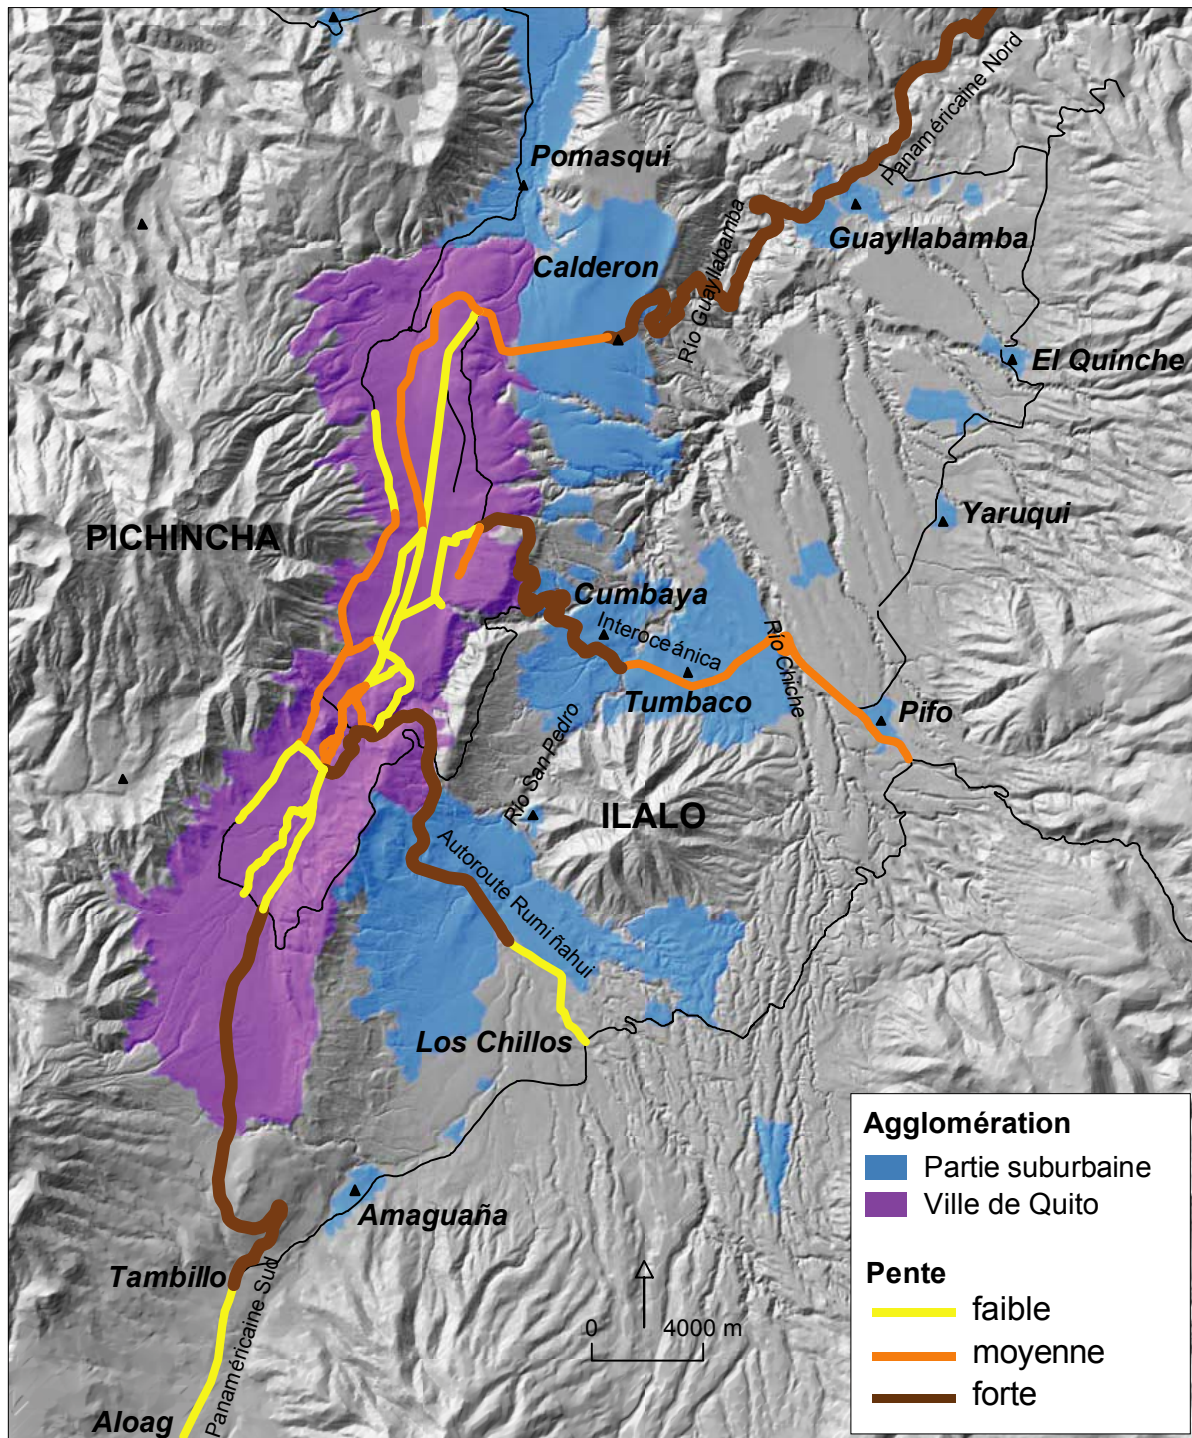 Panaméricaine Nord
Pomasqui
Guayllabamba
Calderon
Río Guayllabamba
El Quinche
Yaruqui
PICHINCHA
Cumbaya
Interoceánica
Río Chiche
Tumbaco
Pifo
Río San Pedro
ILALO
Autoroute Rumi ñahui
Los Chillos
Amaguaña
Tambillo
Panaméricaine Sud
Aloag
0 4000 m
Agglomération
Partie suburbaine
Ville de Quito
Pente
faible
moyenne
forte